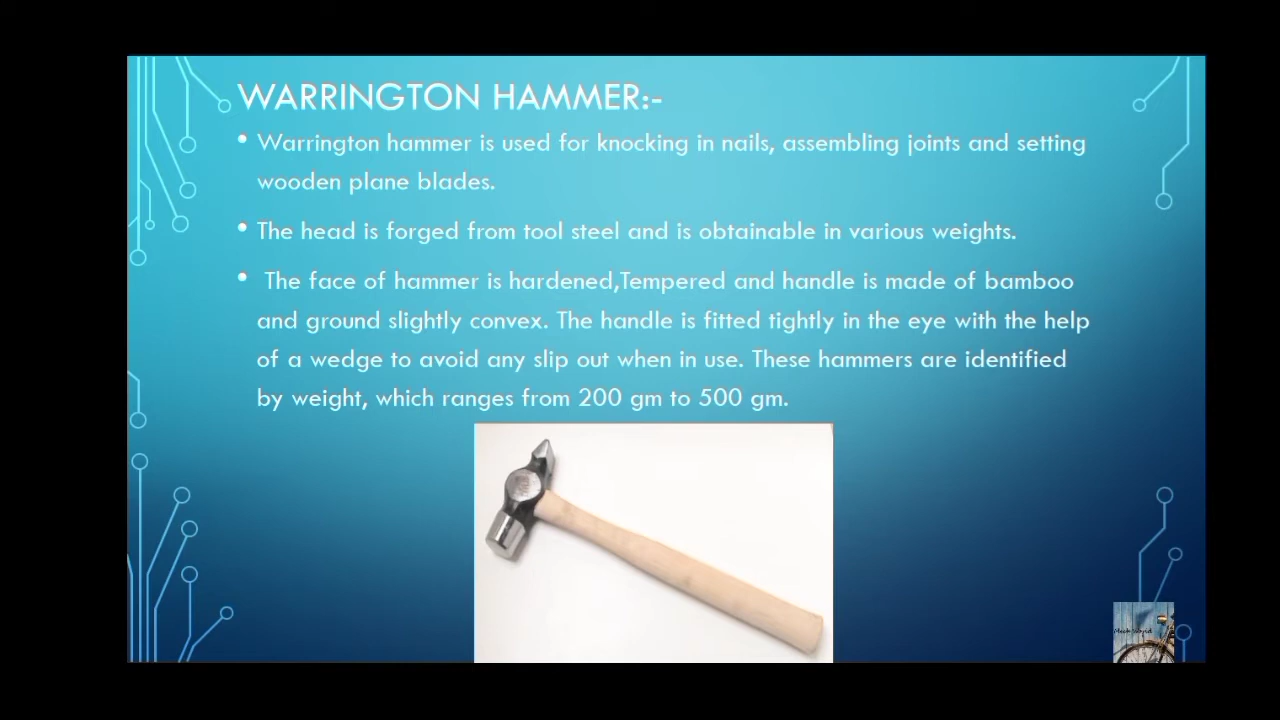 WARRINGTON HAMMER:-
• Warrington hammer is used for knocking in nails, assembling joints and setting
wooden plane blades.
• The head is forged from tool steel and is obtainable in various weights.
• The face of hammer is hardened,Tempered and handle is made of bamboo
and ground slightly convex. The handle is fitted tightly in the eye with the help
of a wedge to avoid any slip out when in use. These hammers are identified
by weight, which ranges from 200 gm to 500 gm.